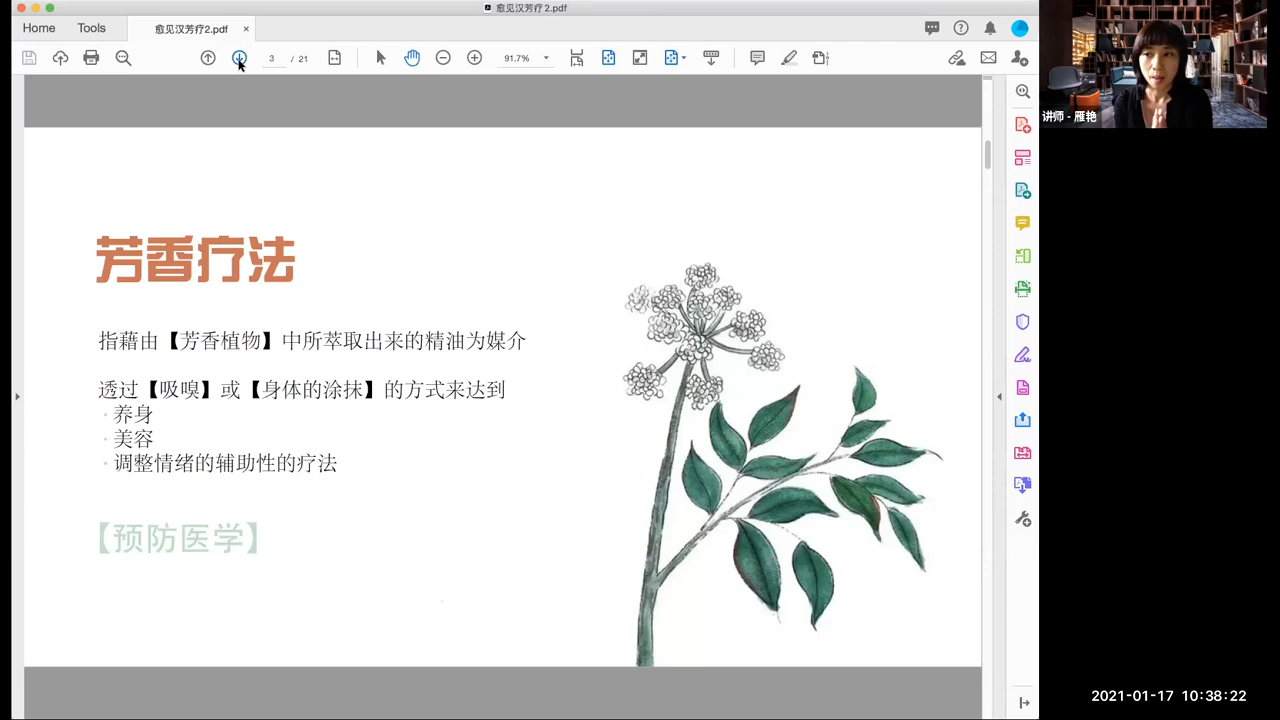 愈见汉芳疗2.pdf
Home
Tools
愈见汉芳疗2.pdf ×
3 / 21
91.7%
讲师 - 雁艳
芳香疗法
指藉由【芳香植物】中所萃取出来的精油为媒介
透过【吸嗅】或【身体的涂抹】的方式来达到
养身
美容
调整情绪的辅助性的疗法
【预防医学】
2021-01-17 10:38:22